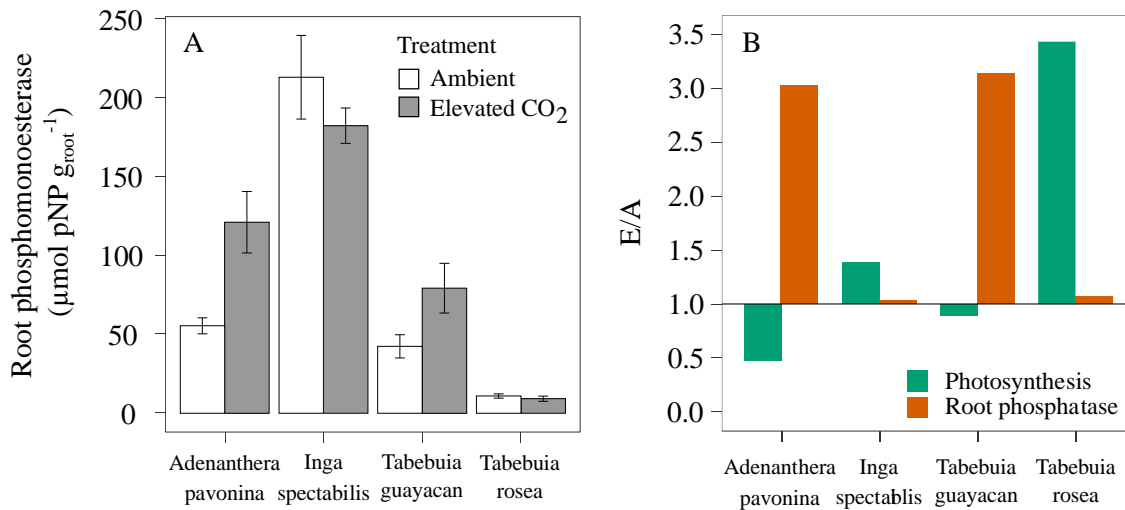 A
Treatment
Ambient
Elevated CO₂
Root phosphomonoesterase
(μmol pNP g_root⁻¹)
250
200
150
100
50
0
Adenanthera
pavonina
Inga
spectabilis
Tabebuia
guayacan
Tabebuia
rosea
B
E/A
3.5
3.0
2.5
2.0
1.5
1.0
0.5
0.0
Photosynthesis
Root phosphatase
Adenanthera
pavonina
Inga
spectablis
Tabebuia
guayacan
Tabebuia
rosea